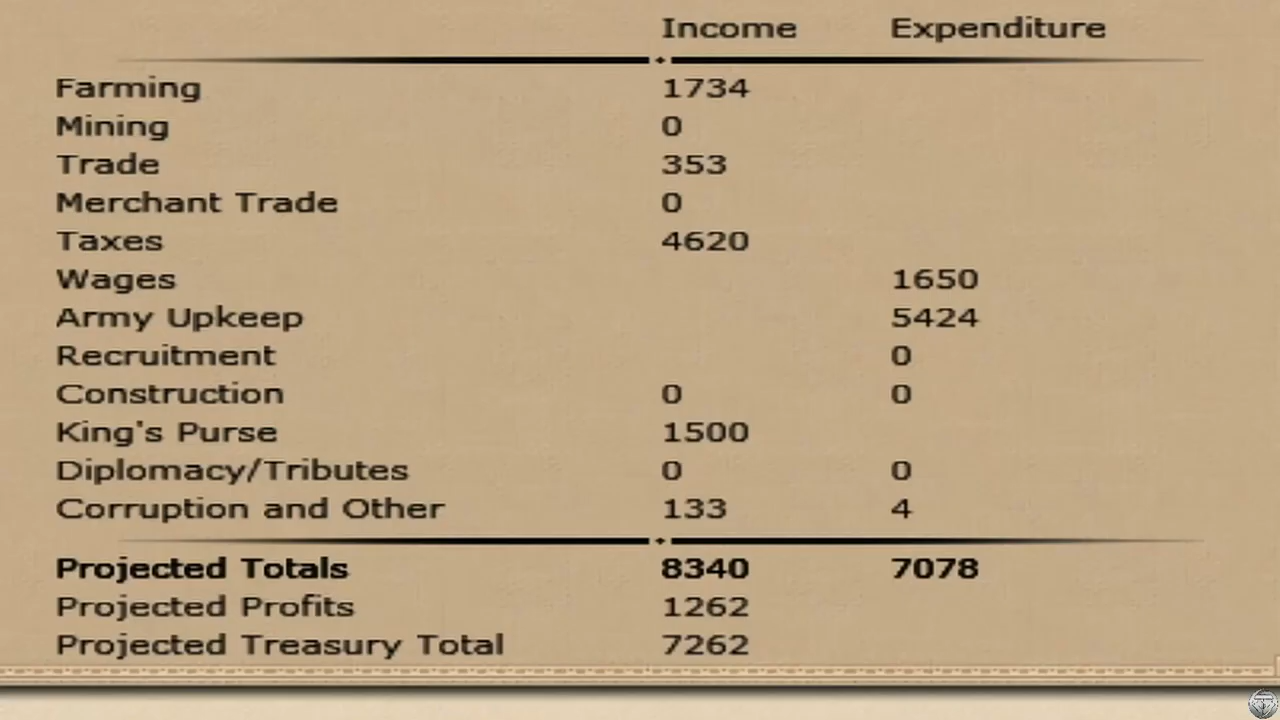 Income Expenditure
Farming 1734
Mining 0
Trade 353
Merchant Trade 0
Taxes 4620
Wages 1650
Army Upkeep 5424
Recruitment 0
Construction 0 0
King's Purse 1500
Diplomacy/Tributes 0 0
Corruption and Other 133 4
Projected Totals 8340 7078
Projected Profits 1262
Projected Treasury Total 7262